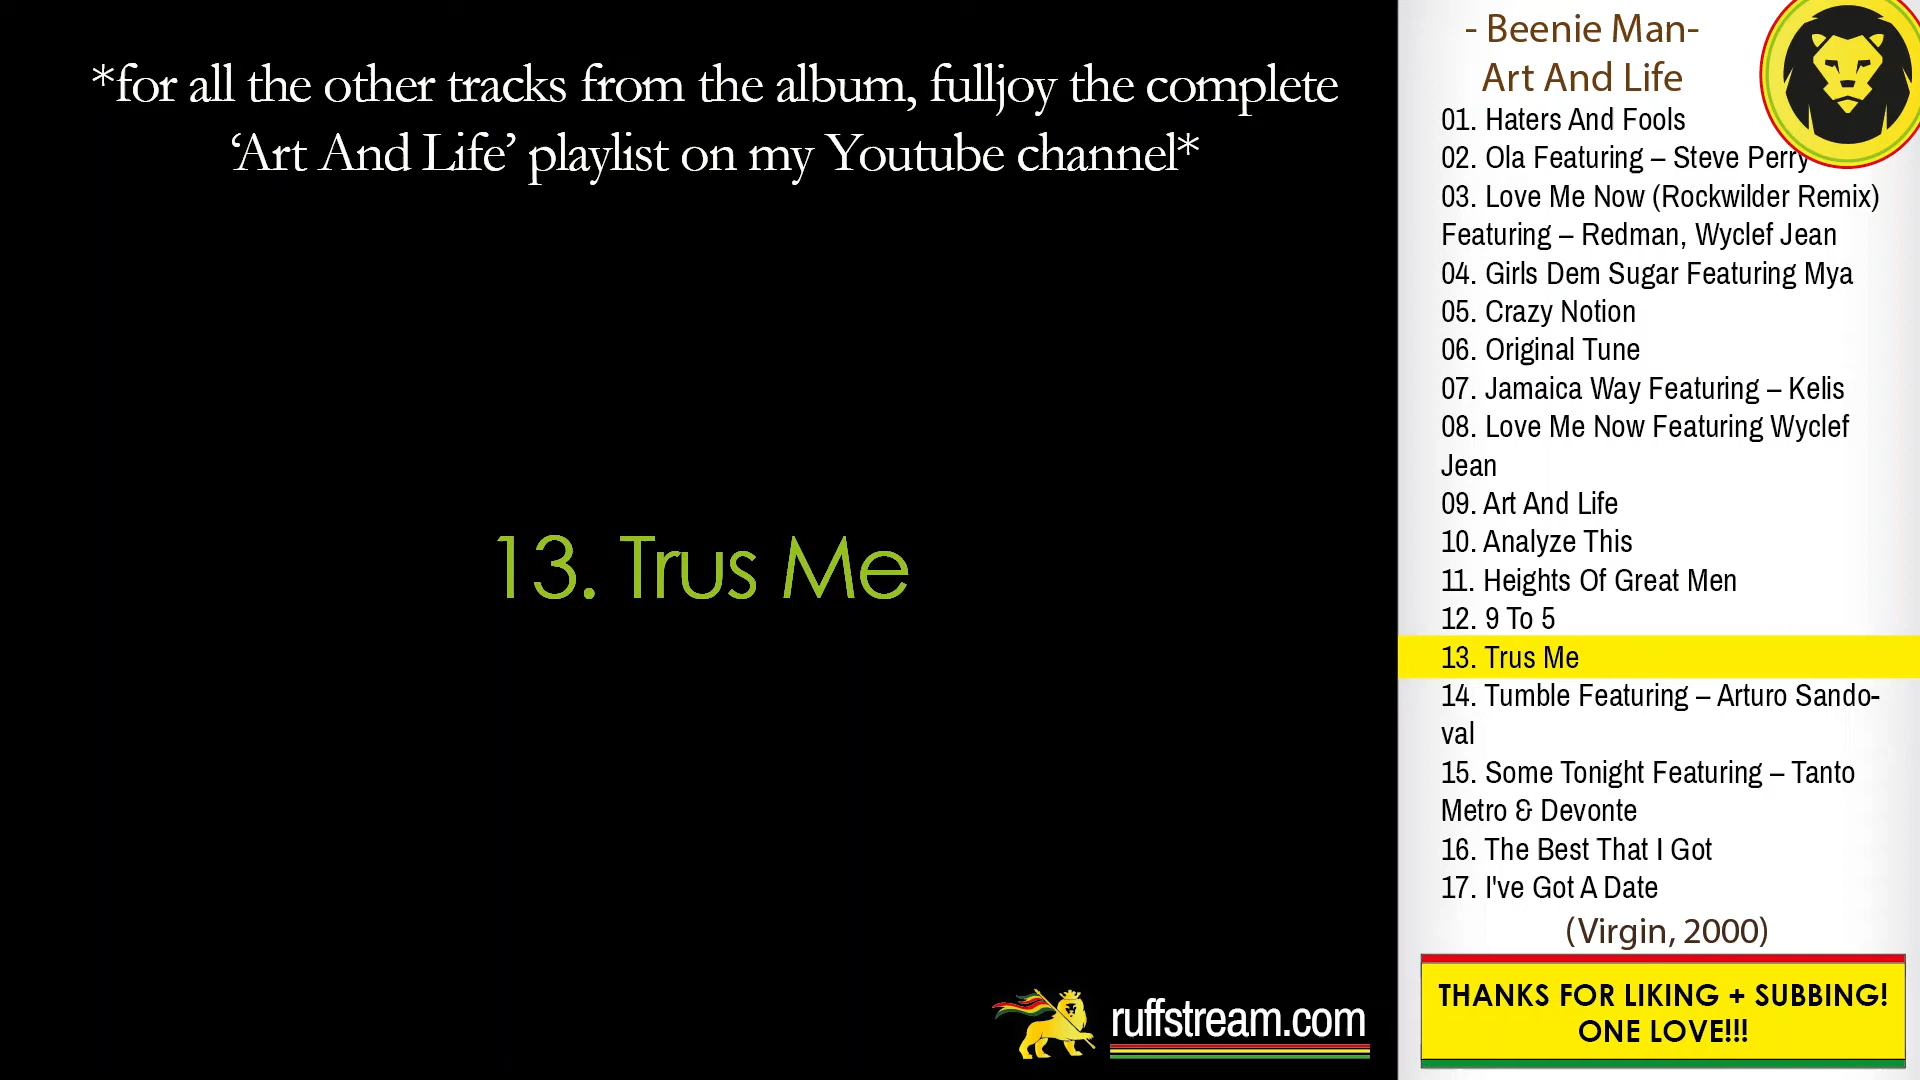 *for all the other tracks from the album, fulljoy the complete
‘Art And Life’ playlist on my Youtube channel*
13. Trus Me
ruffstream.com
- Beenie Man-
Art And Life
01. Haters And Fools
02. Ola Featuring – Steve Perry
03. Love Me Now (Rockwilder Remix)
Featuring – Redman, Wyclef Jean
04. Girls Dem Sugar Featuring Mya
05. Crazy Notion
06. Original Tune
07. Jamaica Way Featuring – Kelis
08. Love Me Now Featuring Wyclef
Jean
09. Art And Life
10. Analyze This
11. Heights Of Great Men
12. 9 To 5
13. Trus Me
14. Tumble Featuring – Arturo Sando-
val
15. Some Tonight Featuring – Tanto
Metro & Devonte
16. The Best That I Got
17. I've Got A Date
(Virgin, 2000)
THANKS FOR LIKING + SUBBING!
ONE LOVE!!!